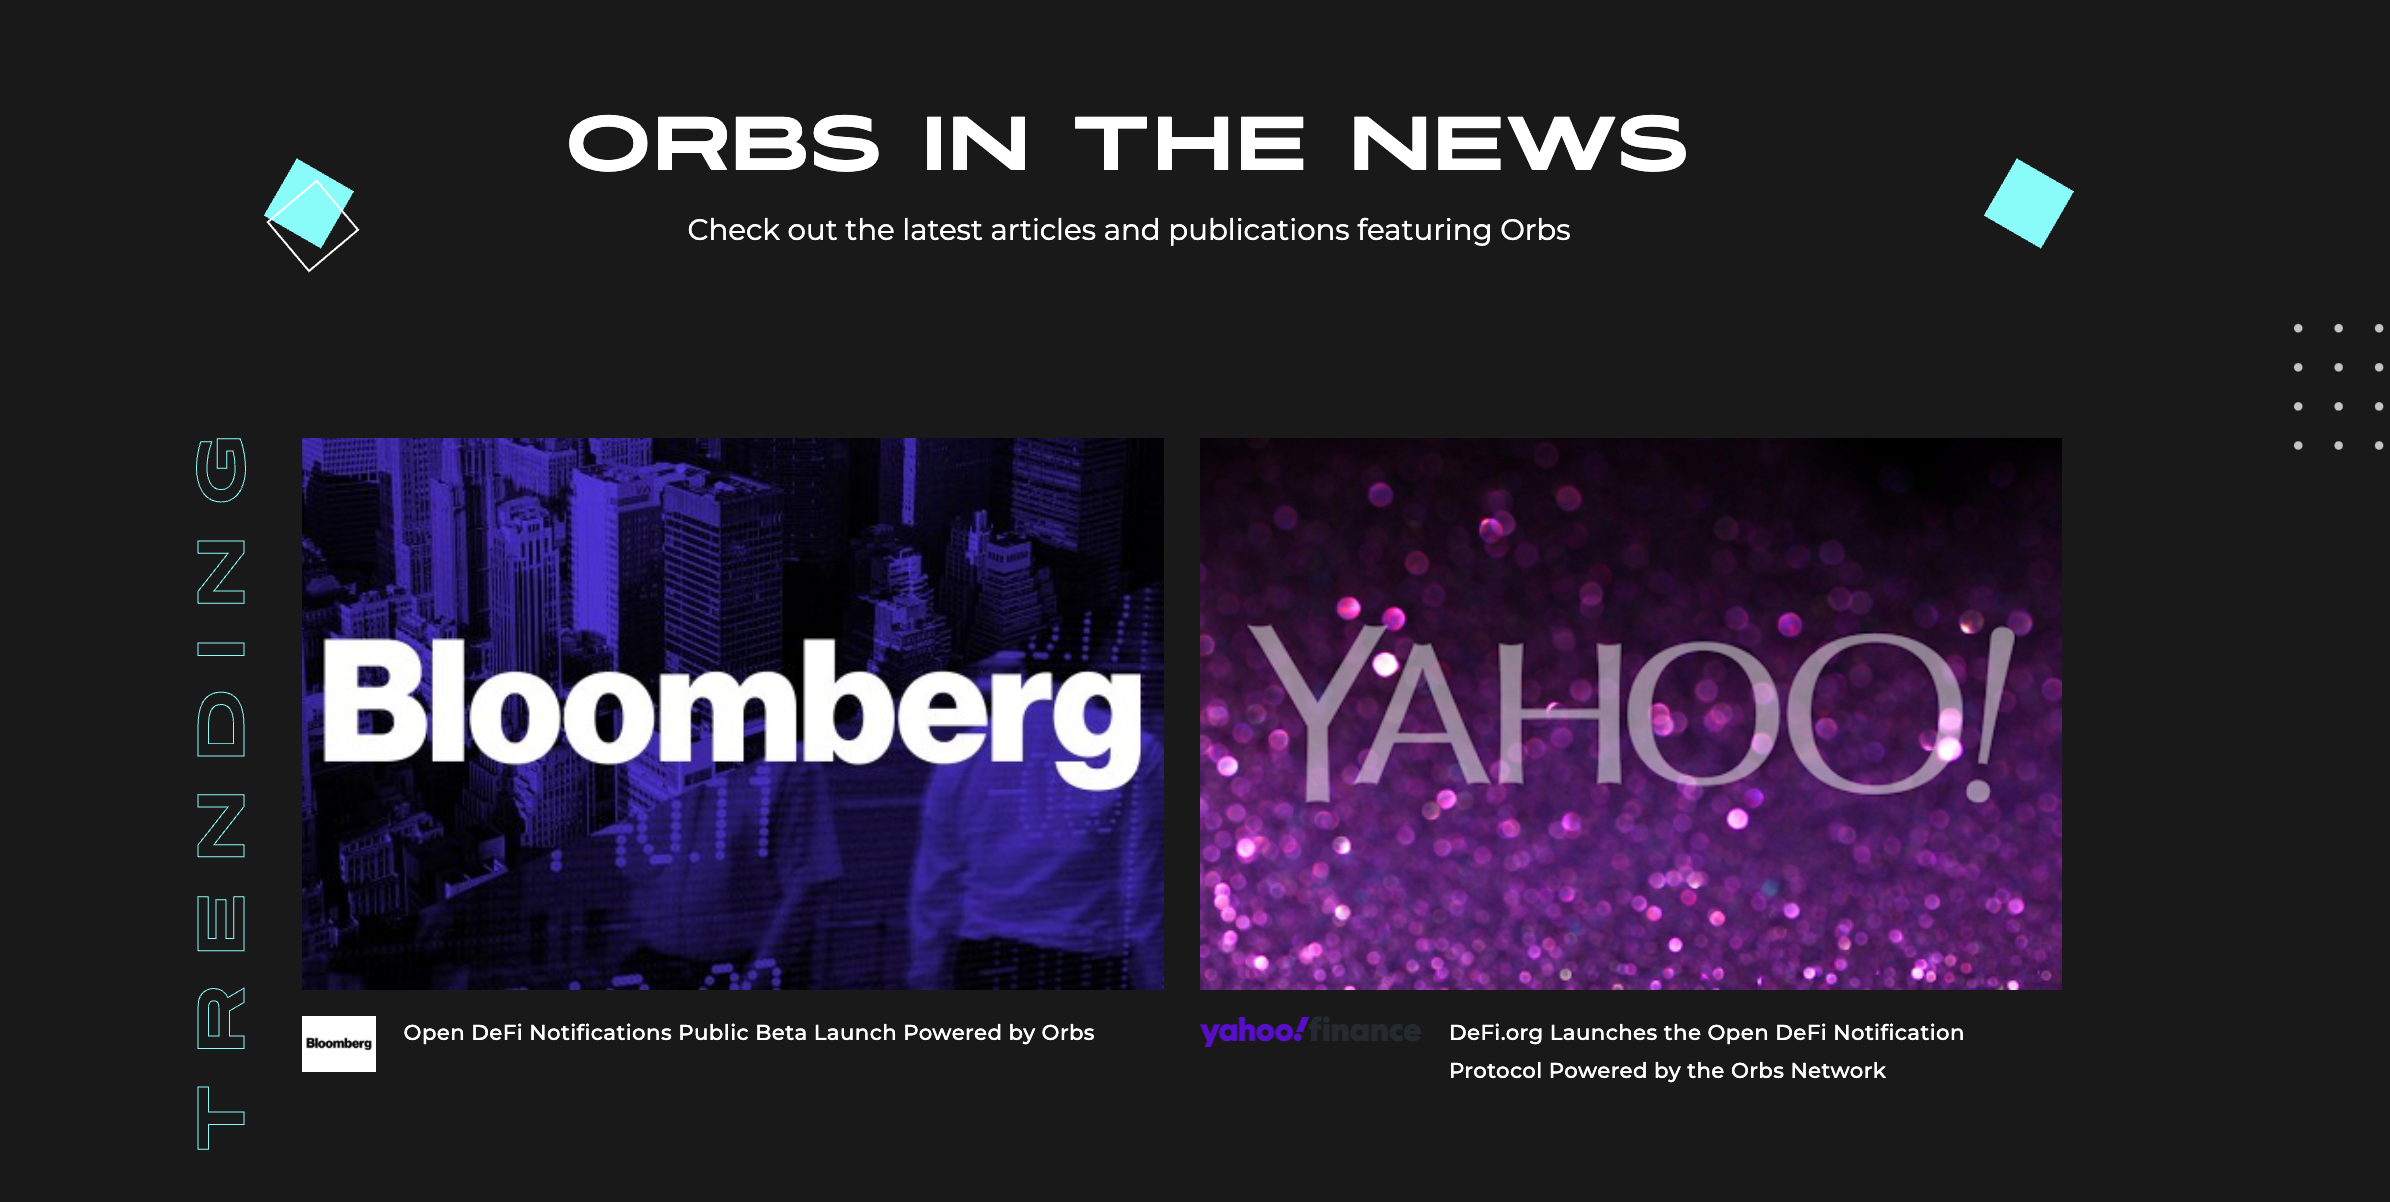 ORBS IN THE NEWS
Check out the latest articles and publications featuring Orbs
TRENDING
Bloomberg
YAHOO!
Bloomberg
Open DeFi Notifications Public Beta Launch Powered by Orbs
yahoo!finance
DeFi.org Launches the Open DeFi Notification
Protocol Powered by the Orbs Network